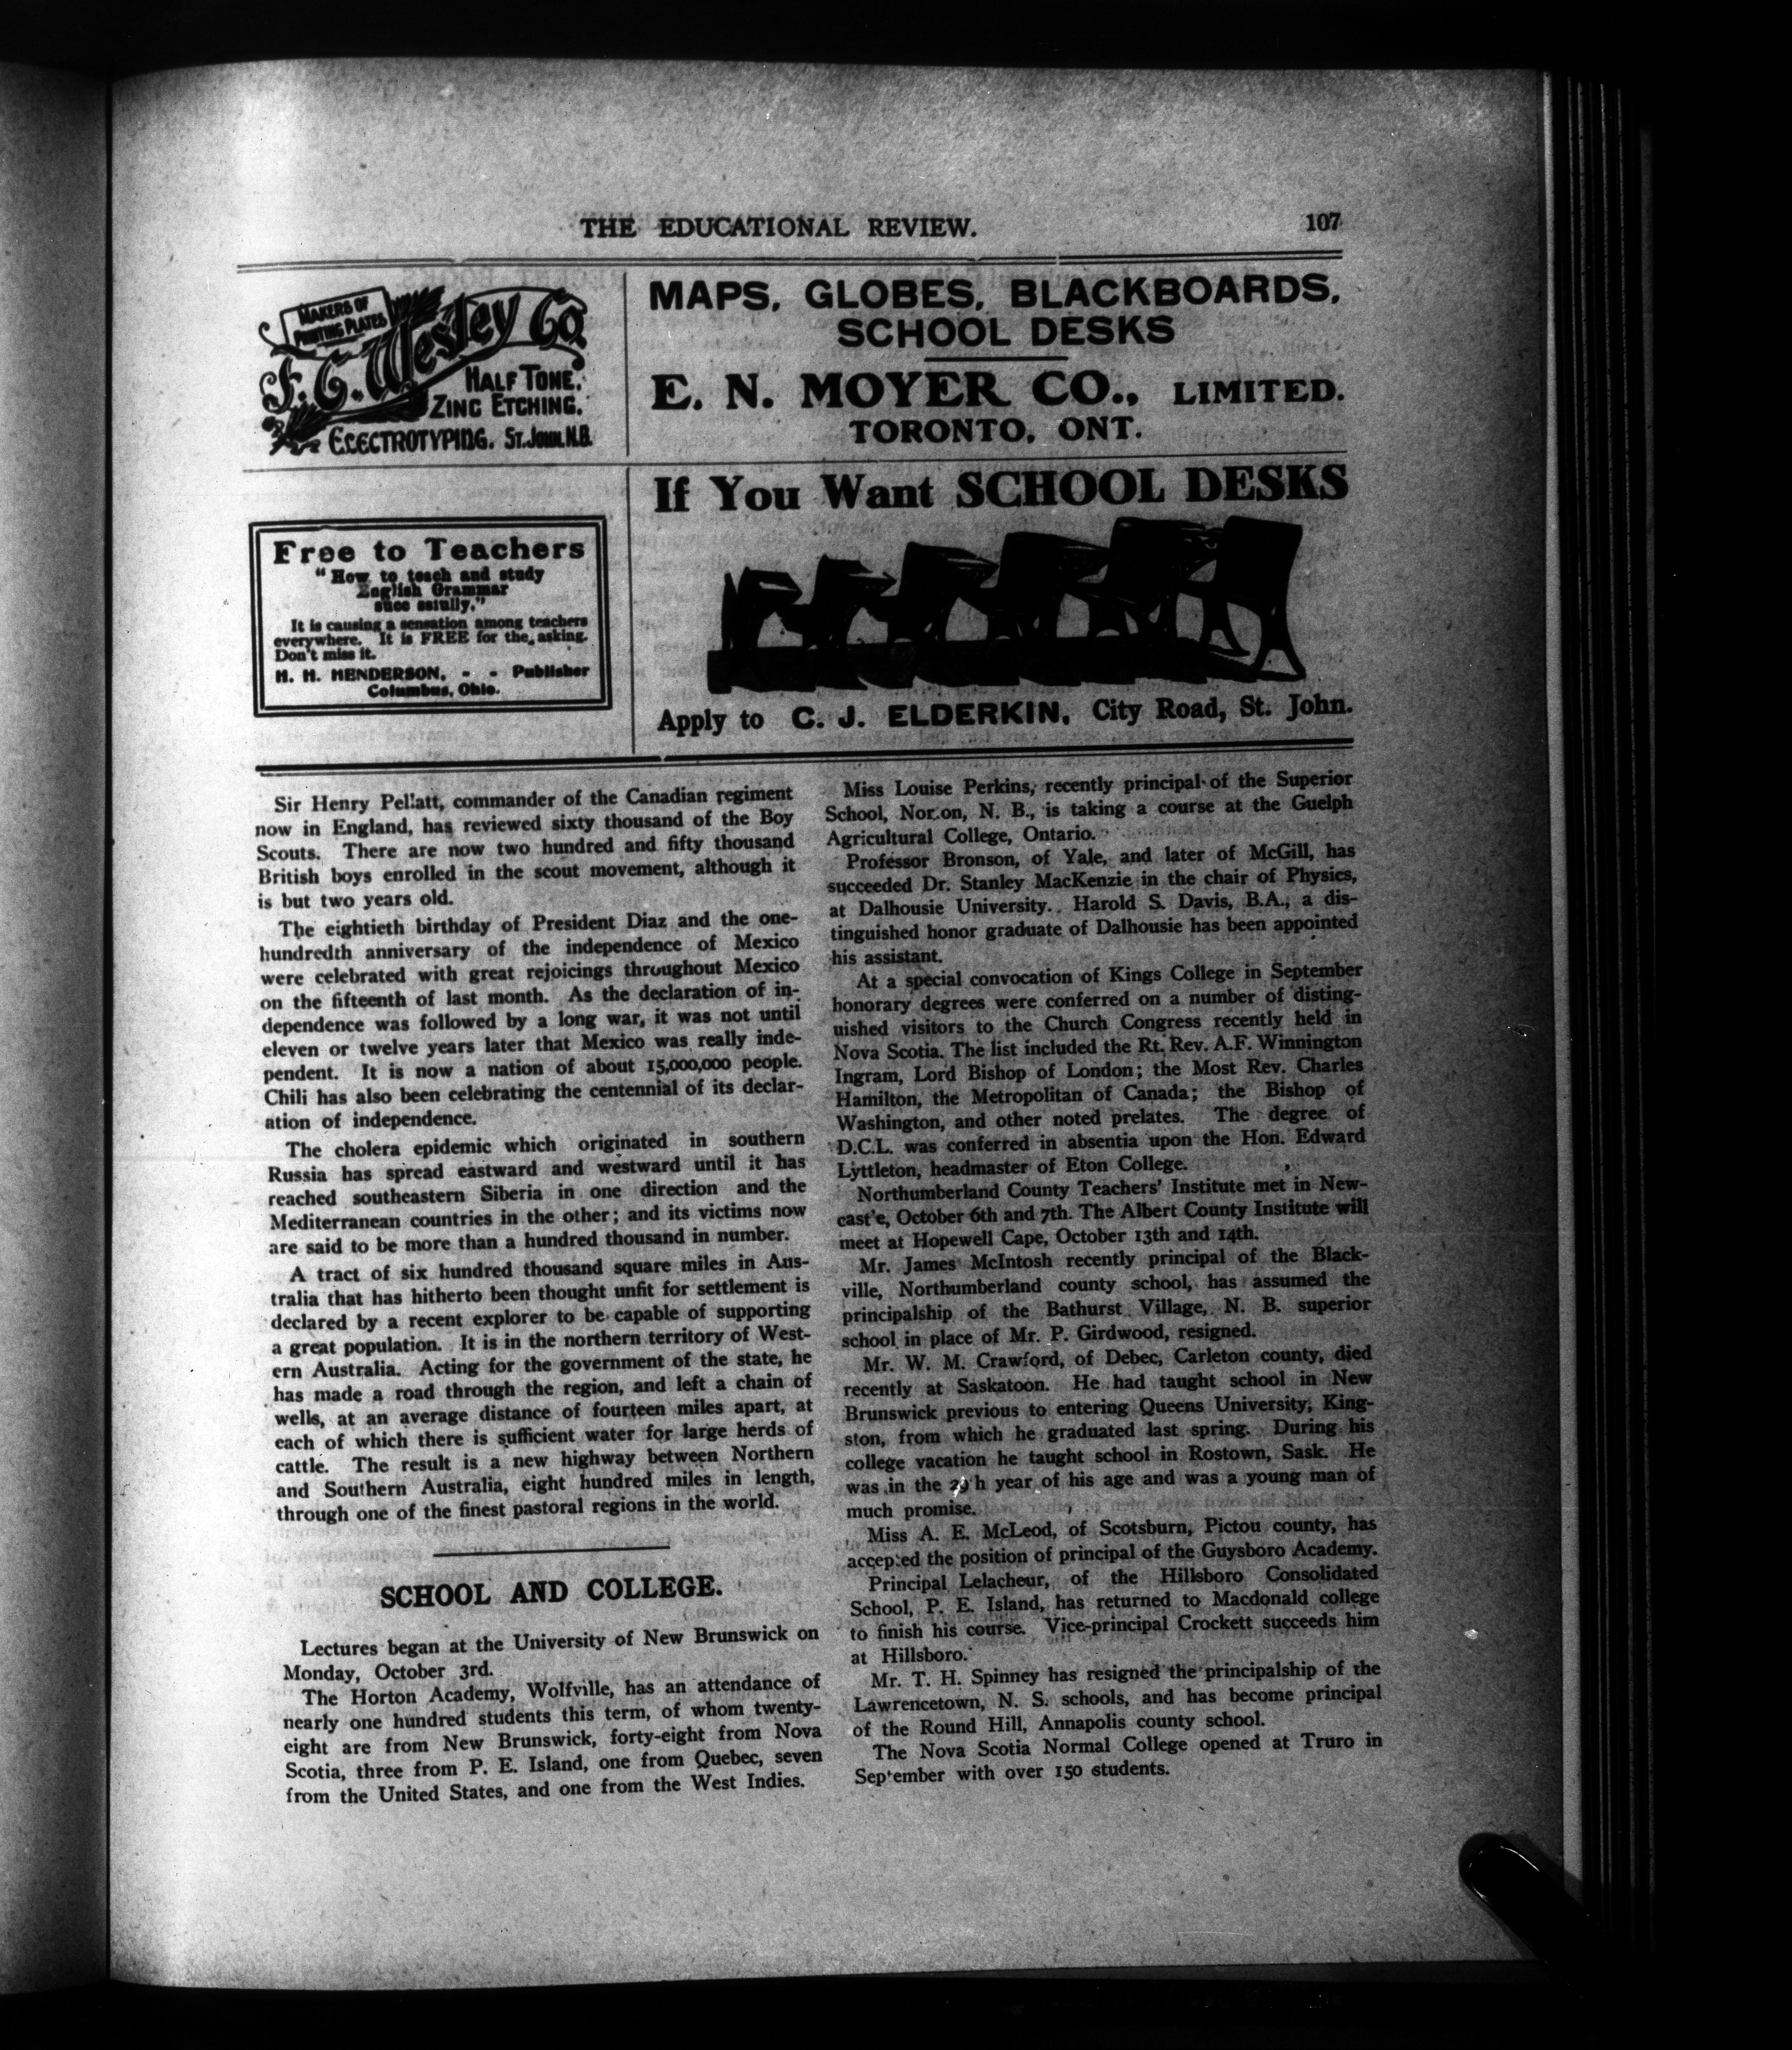 THE EDUCATIONAL REVIEW.
107
MAKERS OF
PRINTING PLATES
F. C. Wesley Co.
HALF TONE.
ZINC ETCHING.
ELECTROTYPING. ST. JOHN. N.B.
MAPS, GLOBES, BLACKBOARDS,
SCHOOL DESKS
E. N. MOYER CO., LIMITED.
TORONTO, ONT.
Free to Teachers
"How to teach and study
English Grammar
succ essfully."
It is causing a sensation among teachers
everywhere. It is FREE for the asking.
Don't miss it.
H. H. HENDERSON, - - Publisher
Columbus, Ohio.
If You Want SCHOOL DESKS
Apply to C. J. ELDERKIN, City Road, St. John.
Sir Henry Pellatt, commander of the Canadian regiment
now in England, has reviewed sixty thousand of the Boy
Scouts. There are now two hundred and fifty thousand
British boys enrolled in the scout movement, although it
is but two years old.
The eightieth birthday of President Diaz and the one-
hundredth anniversary of the independence of Mexico
were celebrated with great rejoicings throughout Mexico
on the fifteenth of last month. As the declaration of in-
dependence was followed by a long war, it was not until
eleven or twelve years later that Mexico was really inde-
pendent. It is now a nation of about 15,000,000 people.
Chili has also been celebrating the centennial of its declar-
ation of independence.
The cholera epidemic which originated in southern
Russia has spread eastward and westward until it has
reached southeastern Siberia in one direction and the
Mediterranean countries in the other; and its victims now
are said to be more than a hundred thousand in number.
A tract of six hundred thousand square miles in Aus-
tralia that has hitherto been thought unfit for settlement is
declared by a recent explorer to be capable of supporting
a great population. It is in the northern territory of West-
ern Australia. Acting for the government of the state, he
has made a road through the region, and left a chain of
wells, at an average distance of fourteen miles apart, at
each of which there is sufficient water for large herds of
cattle. The result is a new highway between Northern
and Southern Australia, eight hundred miles in length,
through one of the finest pastoral regions in the world.
SCHOOL AND COLLEGE.
Lectures began at the University of New Brunswick on
Monday, October 3rd.
The Horton Academy, Wolfville, has an attendance of
nearly one hundred students this term, of whom twenty-
eight are from New Brunswick, forty-eight from Nova
Scotia, three from P. E. Island, one from Quebec, seven
from the United States, and one from the West Indies.
Miss Louise Perkins, recently principal of the Superior
School, Norton, N. B., is taking a course at the Guelph
Agricultural College, Ontario.
Professor Bronson, of Yale, and later of McGill, has
succeeded Dr. Stanley MacKenzie in the chair of Physics,
at Dalhousie University. Harold S. Davis, B.A., a dis-
tinguished honor graduate of Dalhousie has been appointed
his assistant.
At a special convocation of Kings College in September
honorary degrees were conferred on a number of disting-
uished visitors to the Church Congress recently held in
Nova Scotia. The list included the Rt. Rev. A.F. Winnington
Ingram, Lord Bishop of London; the Most Rev. Charles
Hamilton, the Metropolitan of Canada; the Bishop of
Washington, and other noted prelates. The degree of
D.C.L. was conferred in absentia upon the Hon. Edward
Lyttleton, headmaster of Eton College.
Northumberland County Teachers' Institute met in New-
cast'e, October 6th and 7th. The Albert County Institute will
meet at Hopewell Cape, October 13th and 14th.
Mr. James McIntosh recently principal of the Black-
ville, Northumberland county school, has assumed the
principalship of the Bathurst Village, N. B. superior
school in place of Mr. P. Girdwood, resigned.
Mr. W. M. Crawford, of Debec, Carleton county, died
recently at Saskatoon. He had taught school in New
Brunswick previous to entering Queens University, King-
ston, from which he graduated last spring. During his
college vacation he taught school in Rostown, Sask. He
was in the year of his age and was a young man of
much promise.
Miss A. E. McLeod, of Scotsburn, Pictou county, has
accepted the position of principal of the Guysboro Academy.
Principal Lelacheur, of the Hillsboro Consolidated
School, P. E. Island, has returned to Macdonald college
to finish his course. Vice-principal Crockett succeeds him
at Hillsboro.
Mr. T. H. Spinney has resigned the principalship of the
Lawrencetown, N. S. schools, and has become principal
of the Round Hill, Annapolis county school.
The Nova Scotia Normal College opened at Truro in
September with over 150 students.